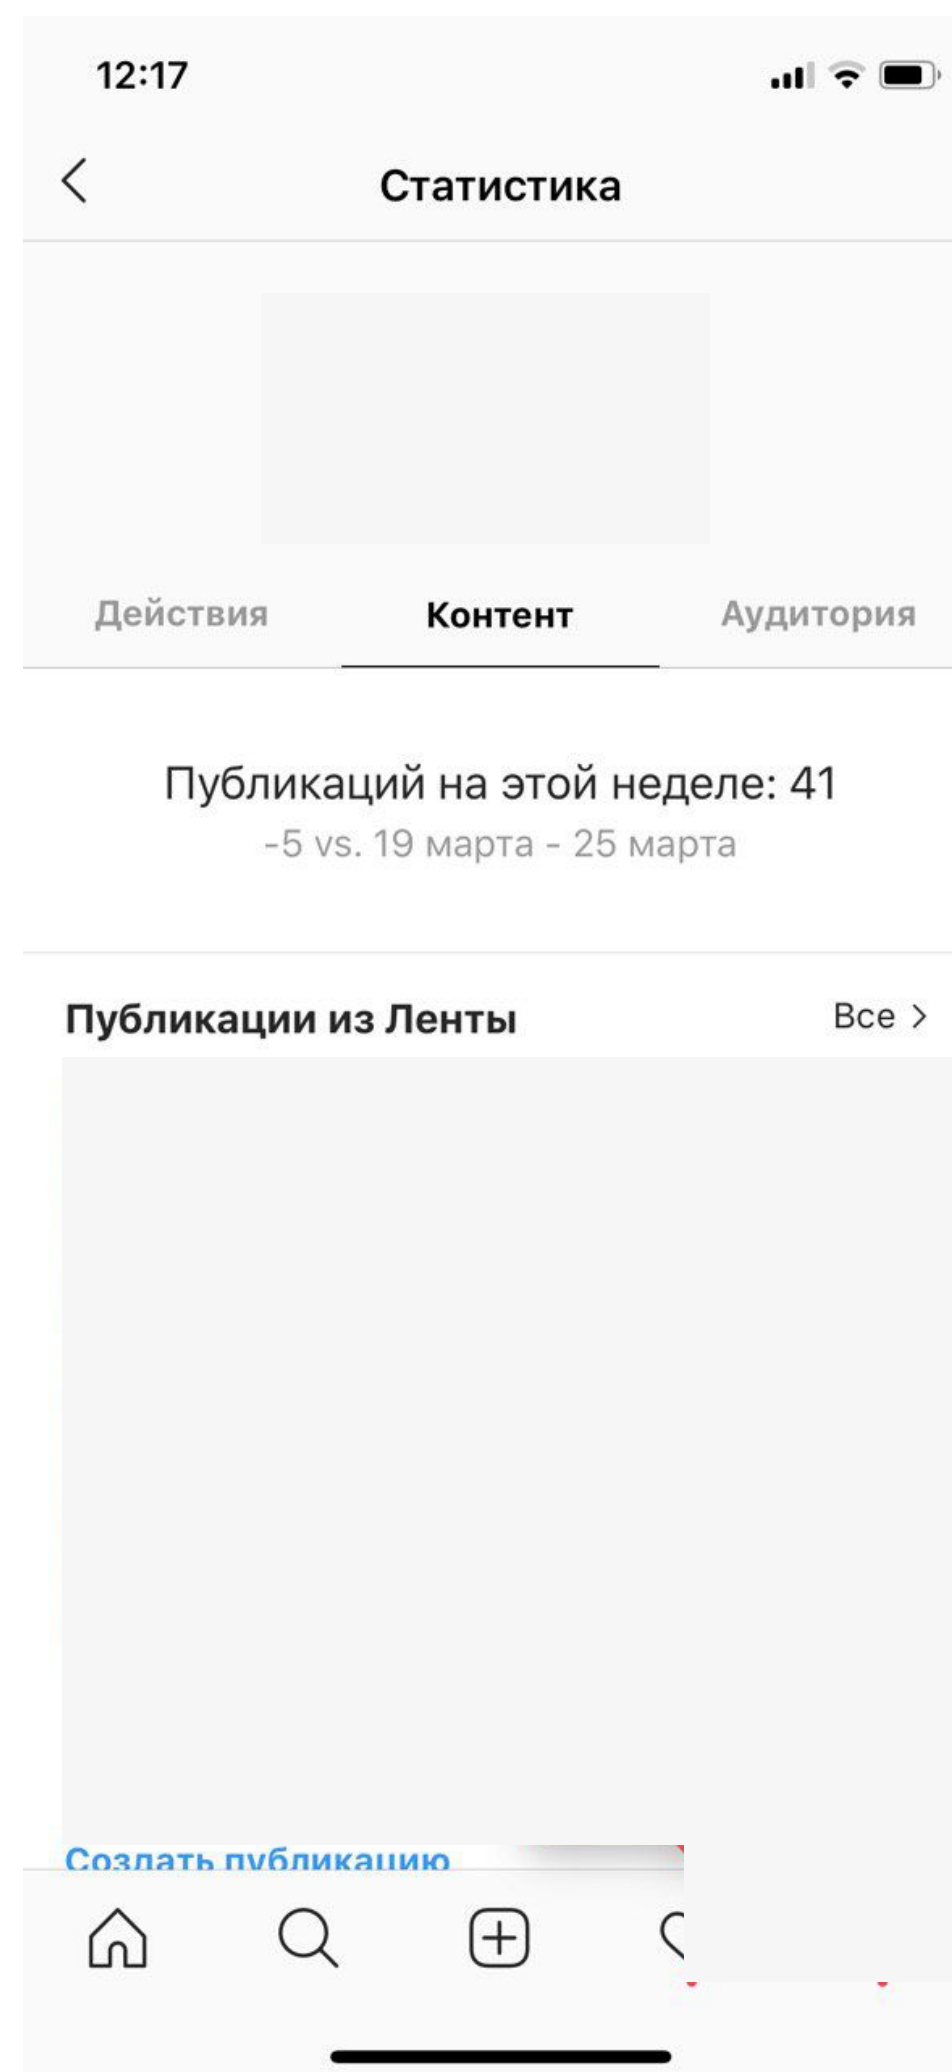 12:17
Статистика
Действия Контент Аудитория
Публикаций на этой неделе: 41
-5 vs. 19 марта - 25 марта
Публикации из Ленты Все >
Создать публикацию